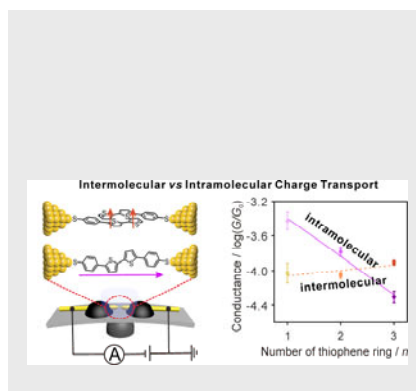 Intermolecular vs Intramolecular Charge Transport
S
S
S
S
A
Conductance / log(G/G₀)
-3.2
-3.6
-4.0
-4.4
intramolecular
intermolecular
1
2
3
Number of thiophene ring / n